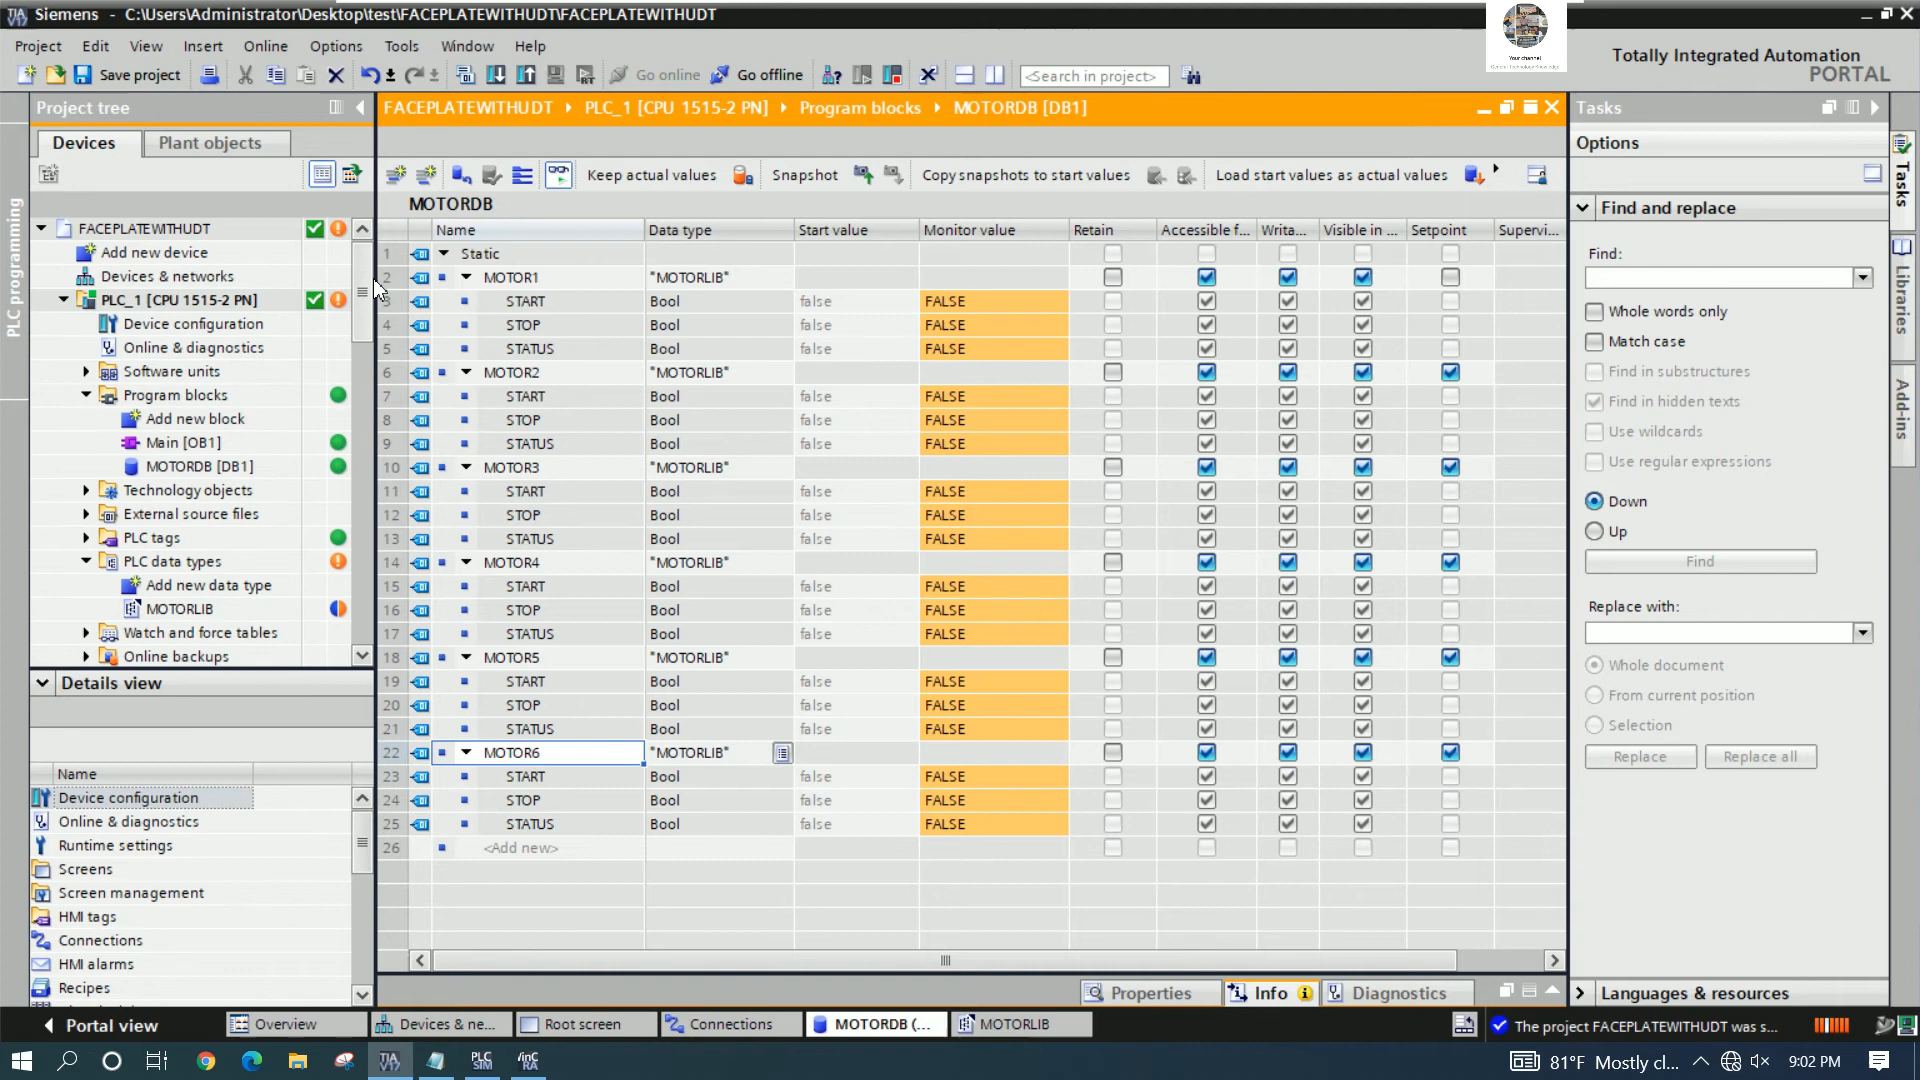 Siemens - C:\Users\Administrator\Desktop\test\FACEPLATEWITHUDT\FACEPLATEWITHUDT
Project Edit View Insert Online Options Tools Window Help
Your channel
Totally Integrated Automation
PORTAL
Save project
Go online
Go offline
<Search in project>
Project tree
FACEPLATEWITHUDT PLC_1 [CPU 1515-2 PN] Program blocks MOTORDB [DB1]
Tasks
Devices
Plant objects
Options
Keep actual values
Snapshot
Copy snapshots to start values
Load start values as actual values
MOTORDB
Find and replace
PLC programming
Tasks
Libraries
Add-ins
FACEPLATEWITHUDT
Add new device
Devices & networks
PLC_1 [CPU 1515-2 PN]
Device configuration
Online & diagnostics
Software units
Program blocks
Add new block
Main [OB1]
MOTORDB [DB1]
Technology objects
External source files
PLC tags
PLC data types
Add new data type
MOTORLIB
Watch and force tables
Online backups
Details view
Name
Device configuration
Online & diagnostics
Runtime settings
Screens
Screen management
HMI tags
Connections
HMI alarms
Recipes
Name Data type Start value Monitor value Retain Accessible f... Writa... Visible in ... Setpoint Supervi...
1 Static
2 MOTOR1 "MOTORLIB"
3 START Bool false FALSE
4 STOP Bool false FALSE
5 STATUS Bool false FALSE
6 MOTOR2 "MOTORLIB"
7 START Bool false FALSE
8 STOP Bool false FALSE
9 STATUS Bool false FALSE
10 MOTOR3 "MOTORLIB"
11 START Bool false FALSE
12 STOP Bool false FALSE
13 STATUS Bool false FALSE
14 MOTOR4 "MOTORLIB"
15 START Bool false FALSE
16 STOP Bool false FALSE
17 STATUS Bool false FALSE
18 MOTOR5 "MOTORLIB"
19 START Bool false FALSE
20 STOP Bool false FALSE
21 STATUS Bool false FALSE
22 MOTOR6 "MOTORLIB"
23 START Bool false FALSE
24 STOP Bool false FALSE
25 STATUS Bool false FALSE
26 <Add new>
Find:
Whole words only
Match case
Find in substructures
Find in hidden texts
Use wildcards
Use regular expressions
Down
Up
Find
Replace with:
Whole document
From current position
Selection
Replace
Replace all
Properties
Info
Diagnostics
Languages & resources
Portal view
Overview
Devices & ne...
Root screen
Connections
MOTORDB (...
MOTORLIB
The project FACEPLATEWITHUDT was s...
81°F Mostly cl...
9:02 PM